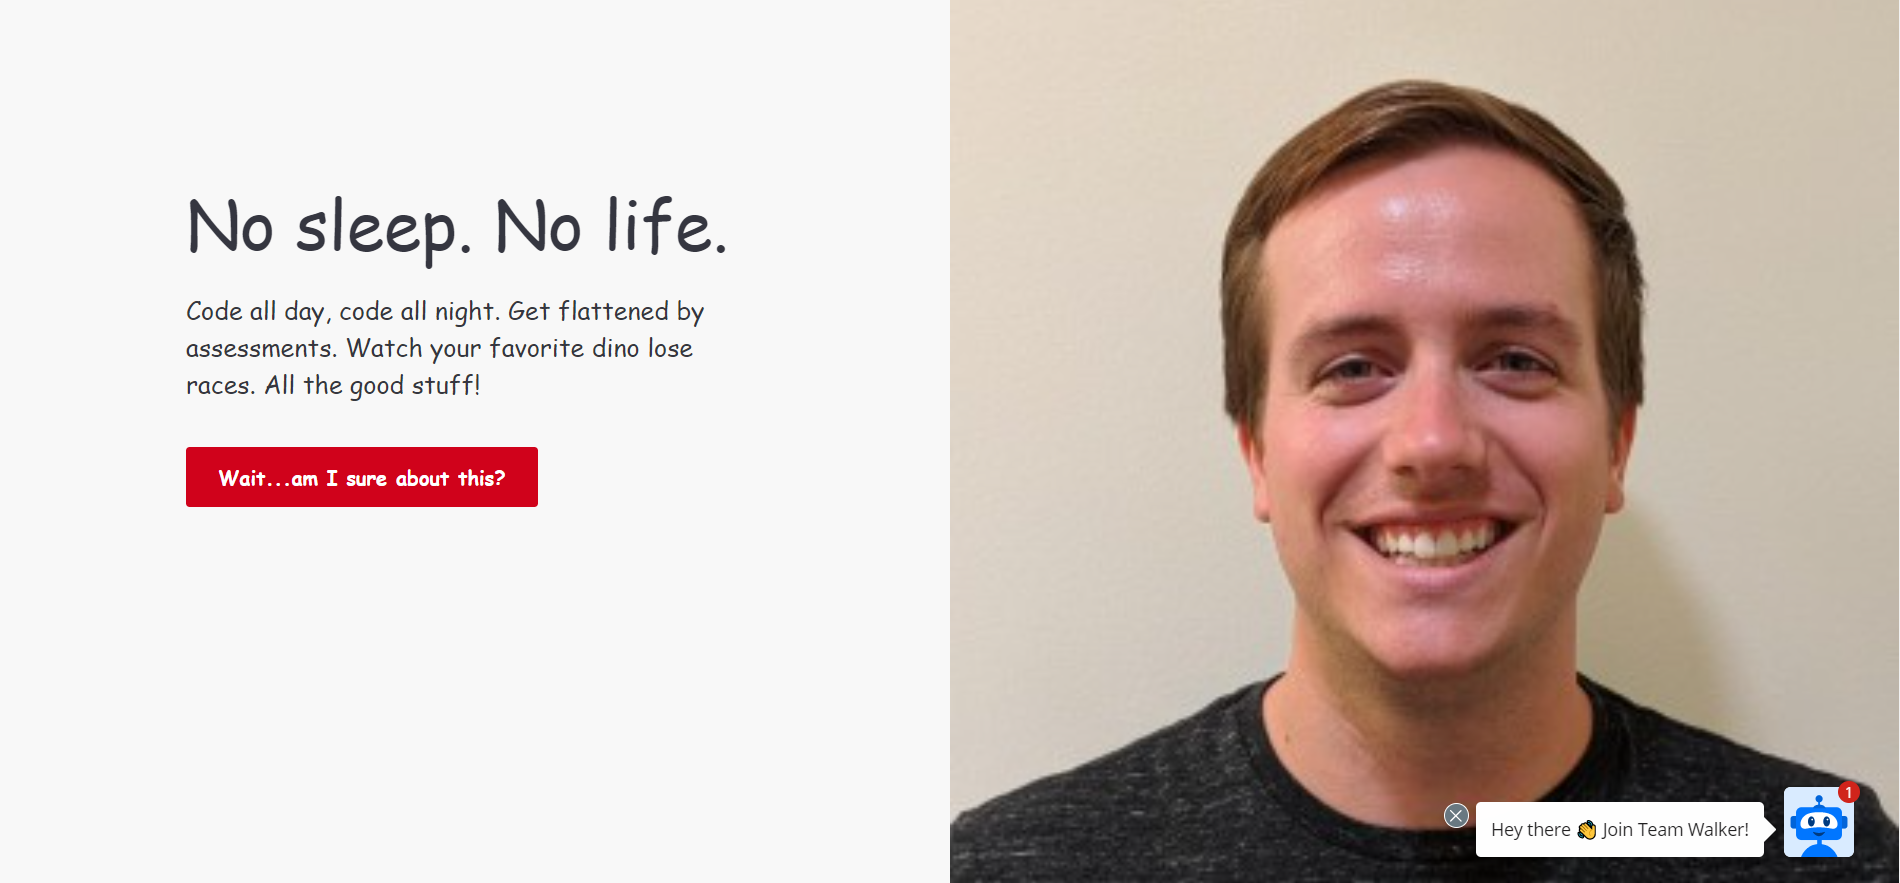 No sleep. No life.
Code all day, code all night. Get flattened by
assessments. Watch your favorite dino lose
races. All the good stuff!
Wait...am I sure about this?
Hey there 👋 Join Team Walker!
1